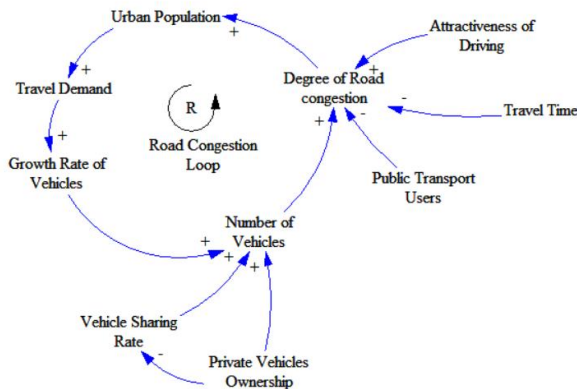 Urban Population
+
Attractiveness of
Driving
+
+
Degree of Road
congestion
-
Travel Time
+
-
Travel Demand
+
R
Road Congestion
Loop
Growth Rate of
Vehicles
Public Transport
Users
Number of
Vehicles
+
+
+
Vehicle Sharing
Rate
-
Private Vehicles
Ownership